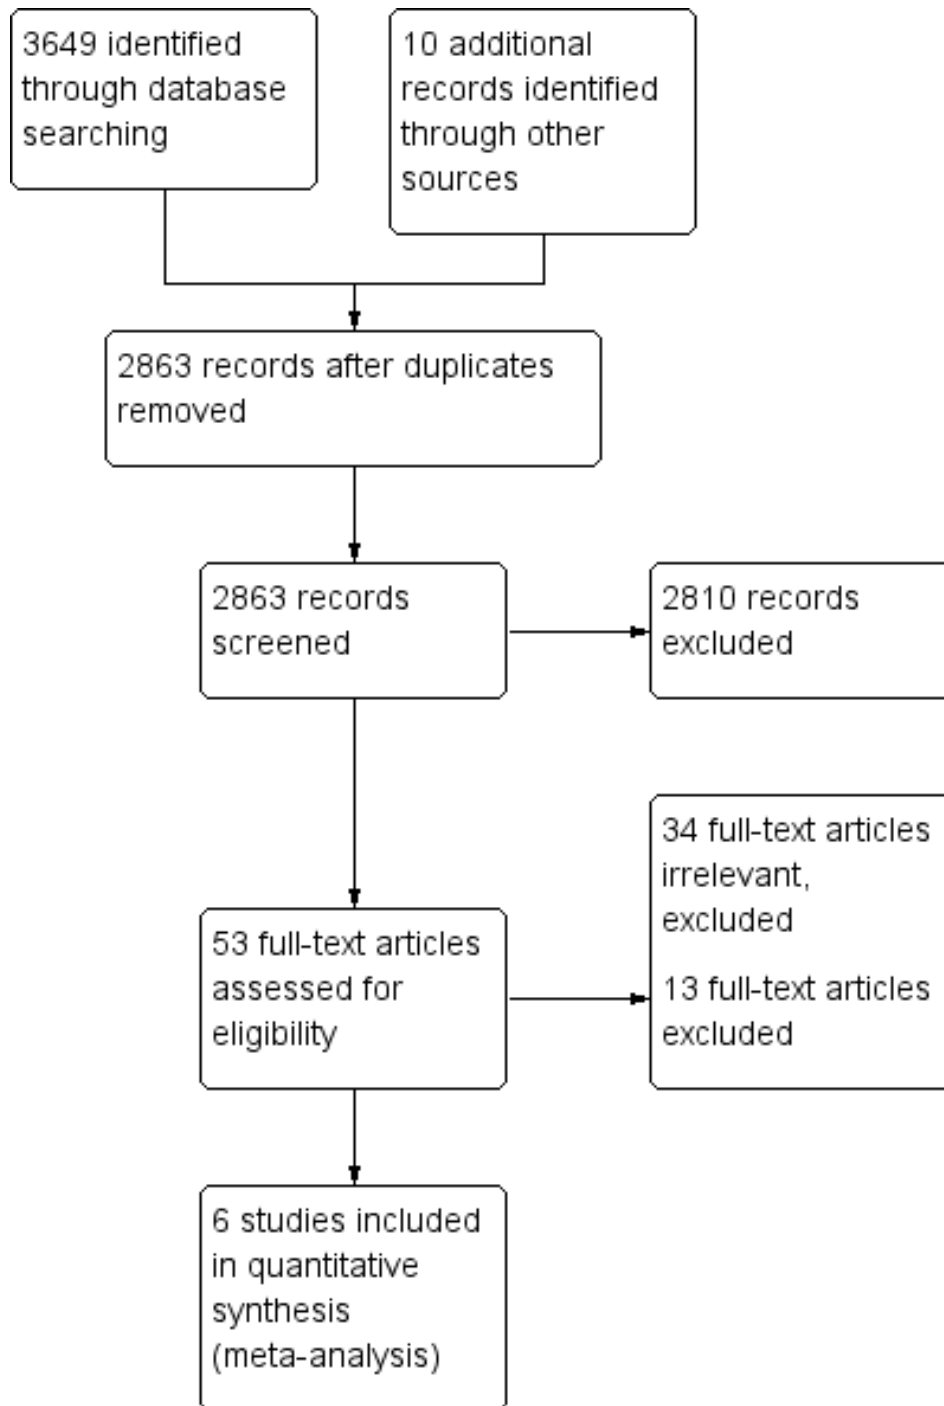 3649 identified
through database
searching
10 additional
records identified
through other
sources
2863 records after duplicates
removed
2863 records
screened
2810 records
excluded
53 full-text articles
assessed for
eligibility
34 full-text articles
irrelevant,
excluded
13 full-text articles
excluded
6 studies included
in quantitative
synthesis
(meta-analysis)